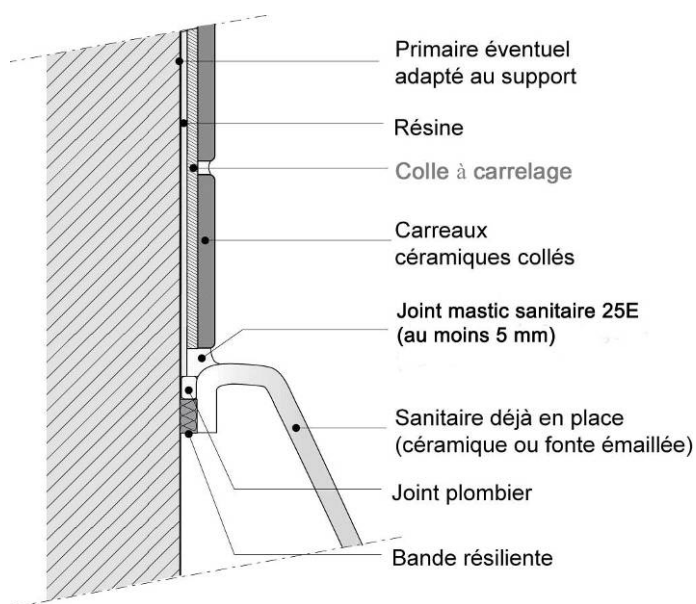 Primaire éventuel
adapté au support
Résine
Colle à carrelage
Carreaux
céramiques collés
Joint mastic sanitaire 25E
(au moins 5 mm)
Sanitaire déjà en place
(céramique ou fonte émaillée)
Joint plombier
Bande résiliente